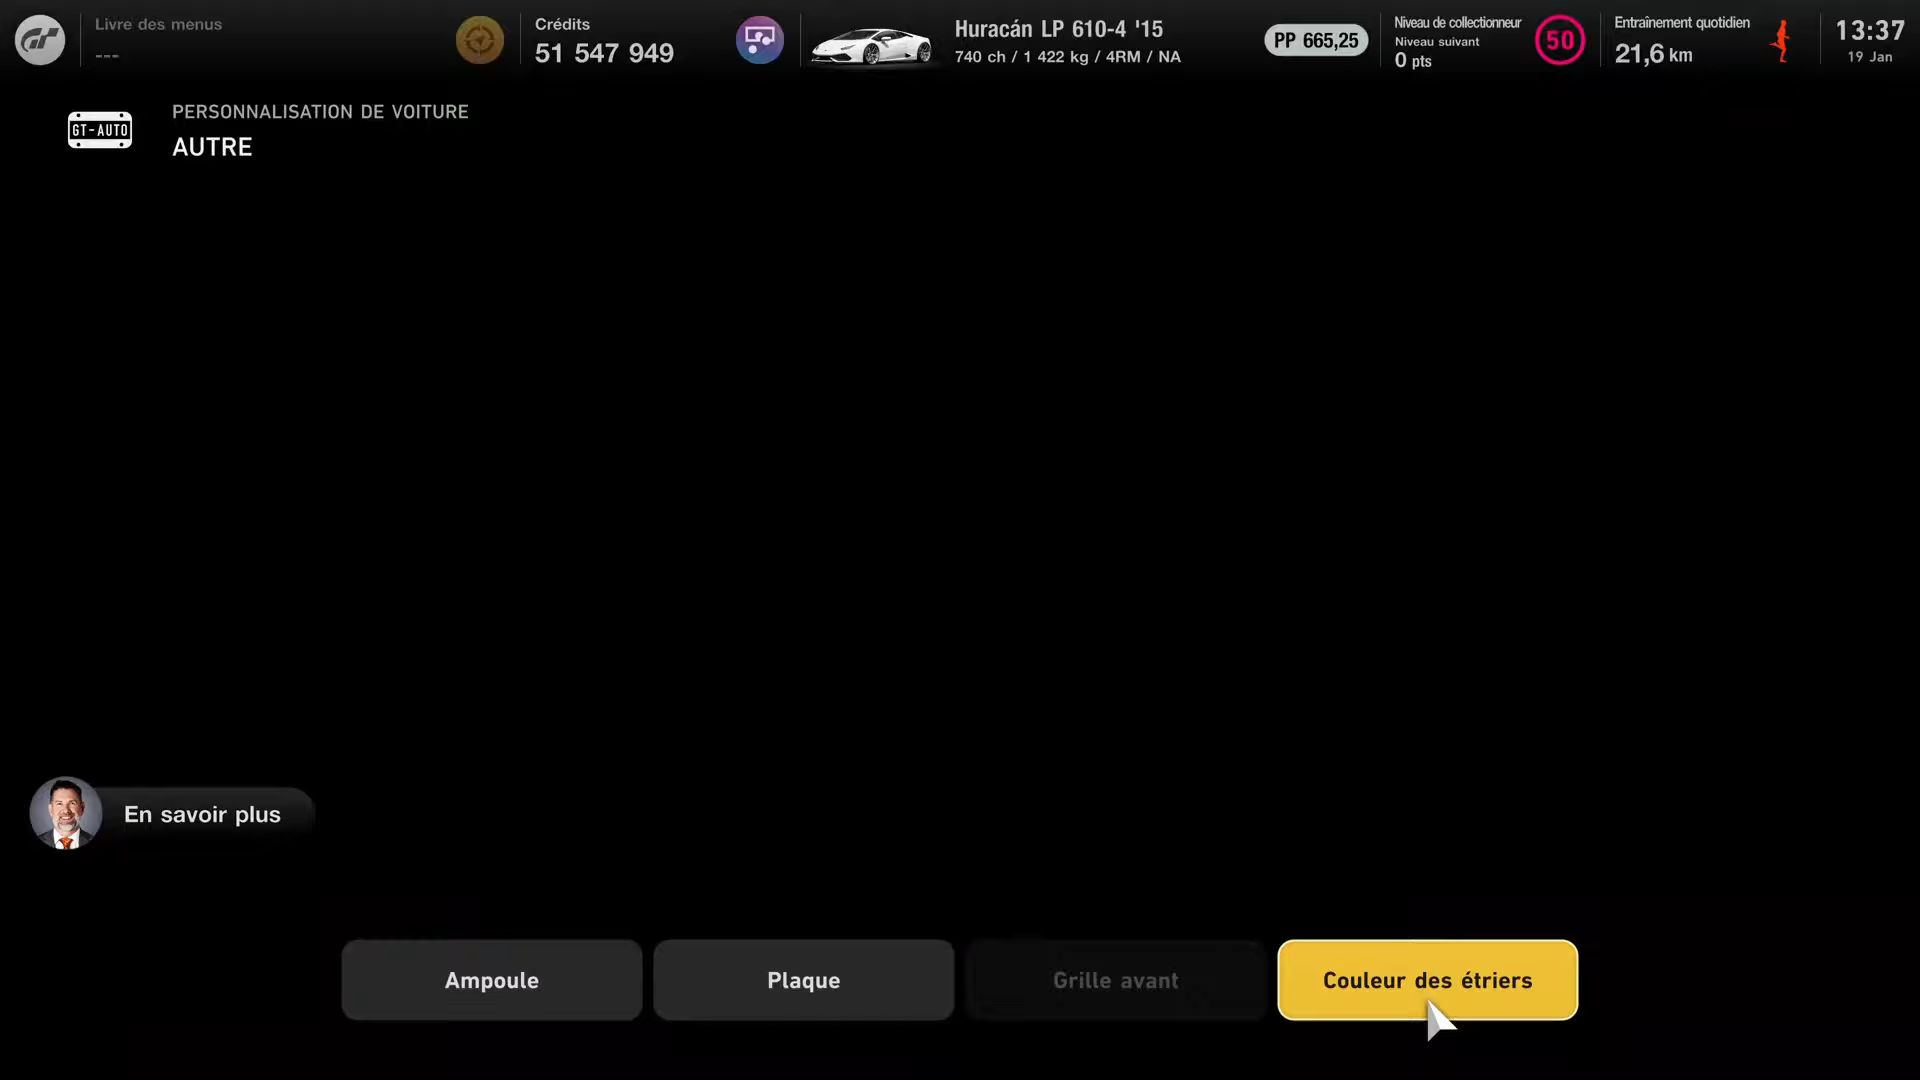 Livre des menus
---
Crédits
51 547 949
Huracán LP 610-4 '15
740 ch / 1 422 kg / 4RM / NA
PP 665,25
Niveau de collectionneur
Niveau suivant
0 pts
50
Entraînement quotidien
21,6 km
13:37
19 Jan
GT-AUTO
PERSONNALISATION DE VOITURE
AUTRE
En savoir plus
Ampoule
Plaque
Grille avant
Couleur des étriers